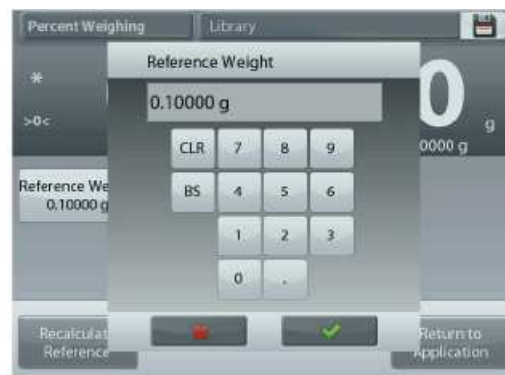 Percent Weighing
Library
Reference Weight
*
0.10000 g
0
g
>0<
0000 g
CLR 7 8 9
Reference We
0.10000 g
BS 4 5 6
1 2 3
0 .
Recalculat
Reference
Return to
Application